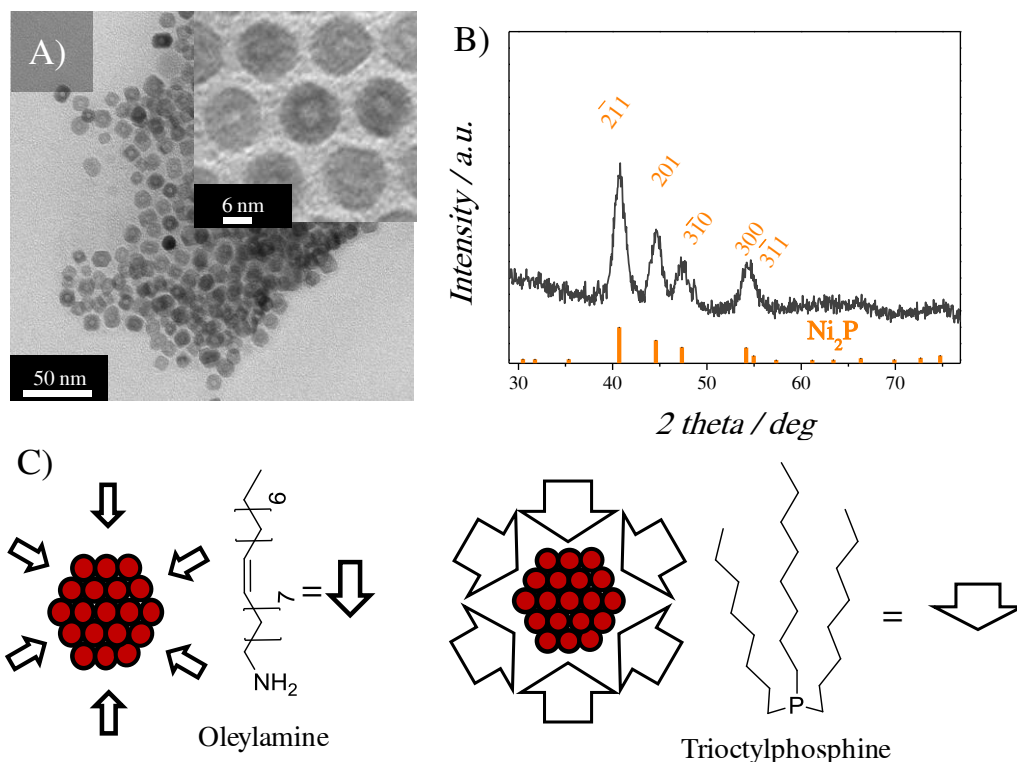 A)
6 nm
50 nm
B)
Intensity / a.u.
2̄11
201
31̄0
300
3̄11
Ni₂P
30 40 50 60 70
2 theta / deg
C)
6
7
=
NH₂
Oleylamine
P
=
Trioctylphosphine